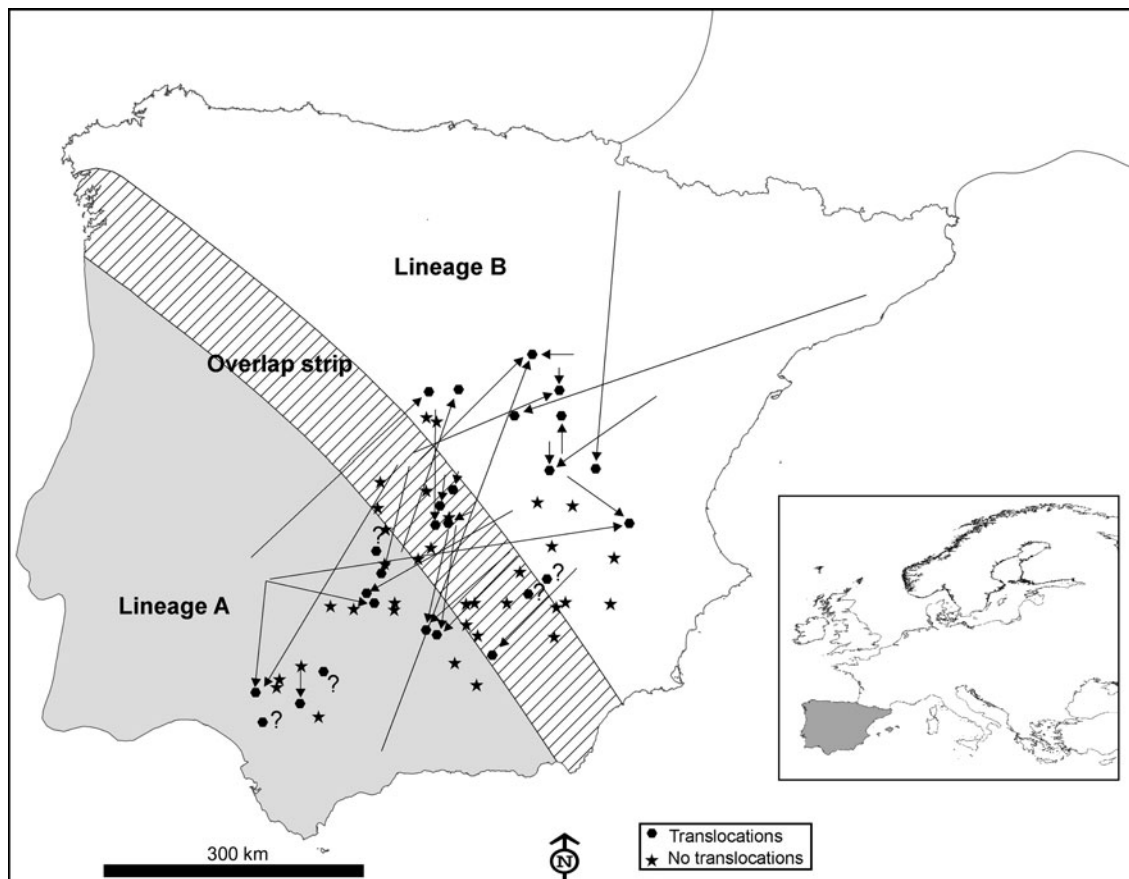 Lineage B
Overlap strip
?
? ?
Lineage A
?
?
300 km
N
Translocations
No translocations